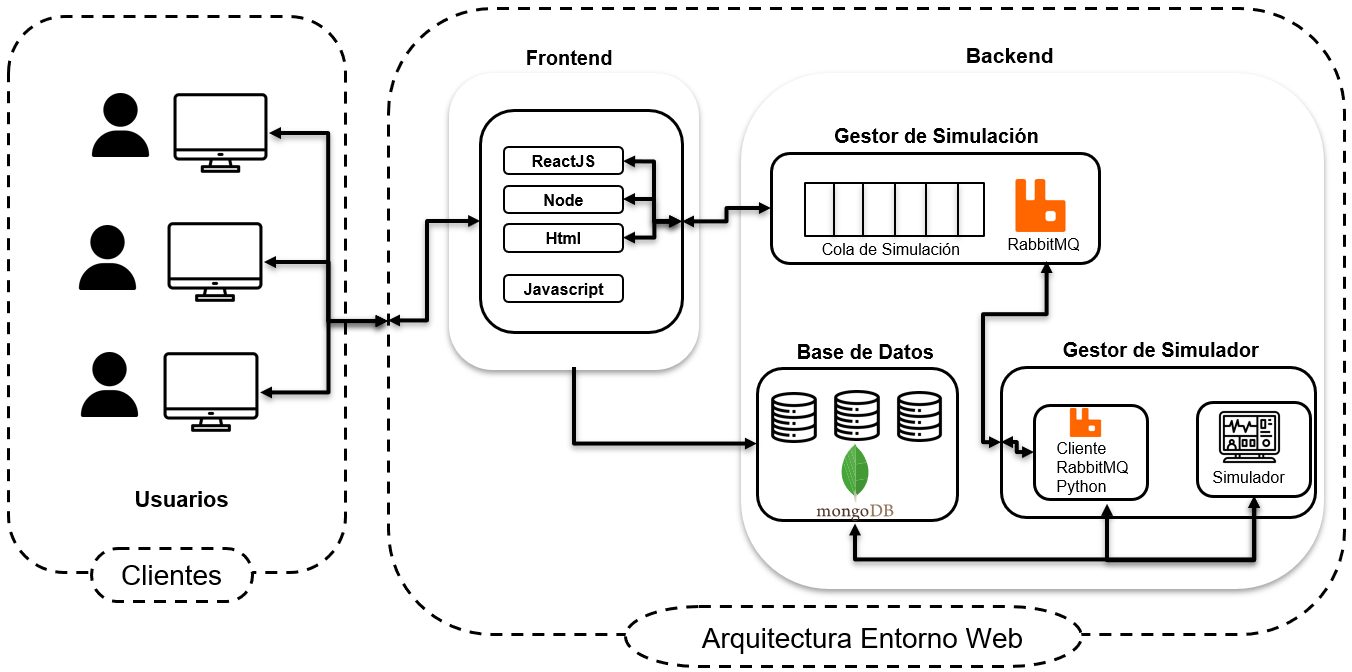 Frontend
Backend
ReactJS
Node
Html
Javascript
Gestor de Simulación
Cola de Simulación
RabbitMQ
Base de Datos
mongoDB
Gestor de Simulador
Cliente
RabbitMQ
Python
Simulador
Usuarios
Clientes
Arquitectura Entorno Web